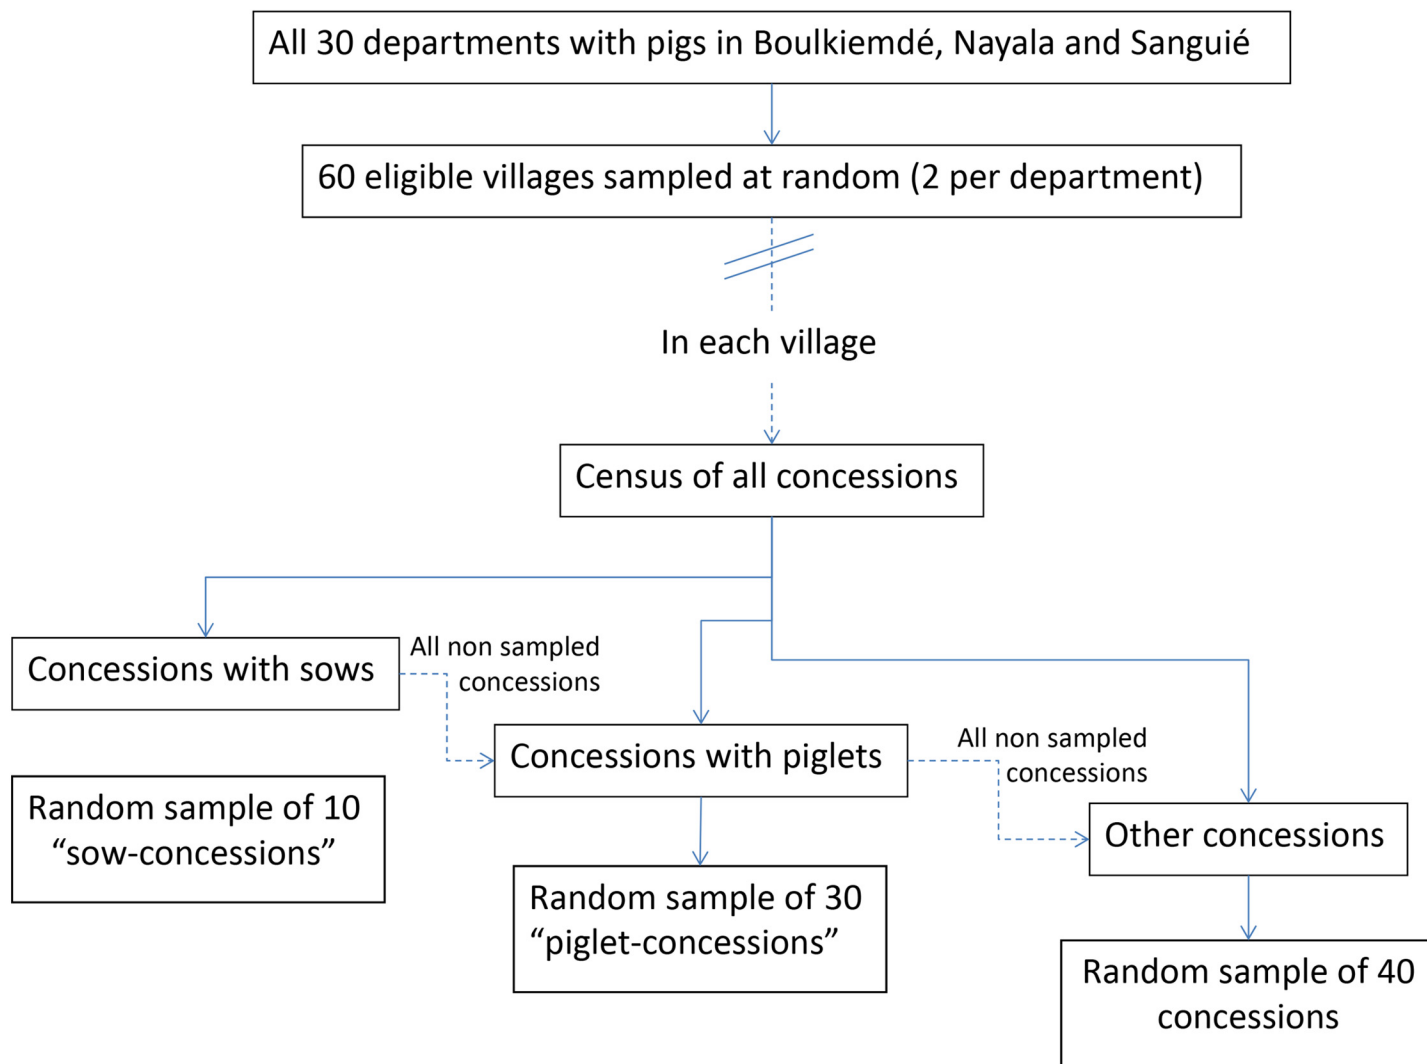 All 30 departments with pigs in Boulkiemdé, Nayala and Sanguié
60 eligible villages sampled at random (2 per department)
In each village
Census of all concessions
Concessions with sows
All non sampled
concessions
Concessions with piglets
All non sampled
concessions
Other concessions
Random sample of 10
“sow-concessions”
Random sample of 30
“piglet-concessions”
Random sample of 40
concessions